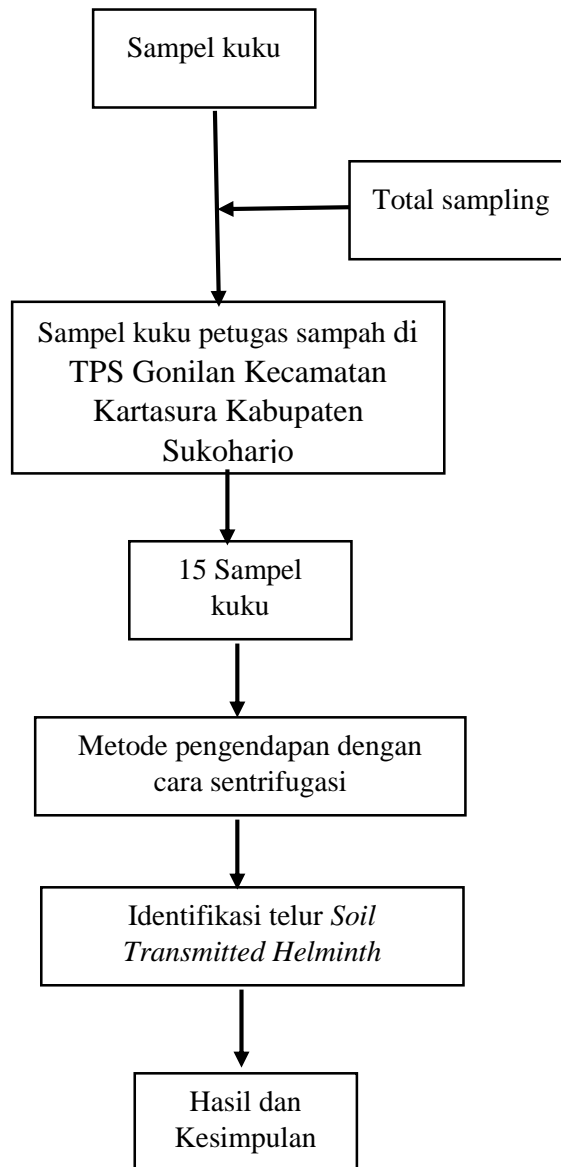 Sampel kuku
Total sampling
Sampel kuku petugas sampah di
TPS Gonilan Kecamatan
Kartasura Kabupaten
Sukoharjo
15 Sampel
kuku
Metode pengendapan dengan
cara sentrifugasi
Identifikasi telur Soil
Transmitted Helminth
Hasil dan
Kesimpulan